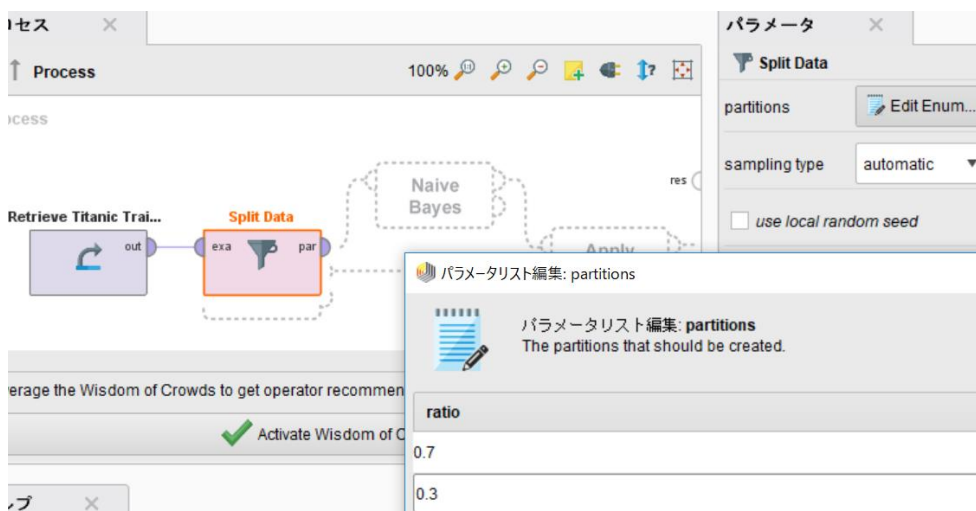 ロセス ×
パラメータ ×
Process
100%
Split Data
ocess
partitions
Edit Enum...
sampling type
automatic
use local random seed
Naive
Bayes
res
Retrieve Titanic Trai...
Split Data
out
exa
par
Apply
パラメータリスト編集: partitions
パラメータリスト編集: partitions
The partitions that should be created.
verage the Wisdom of Crowds to get operator recommen
Activate Wisdom of C
ratio
0.7
0.3
ルプ ×